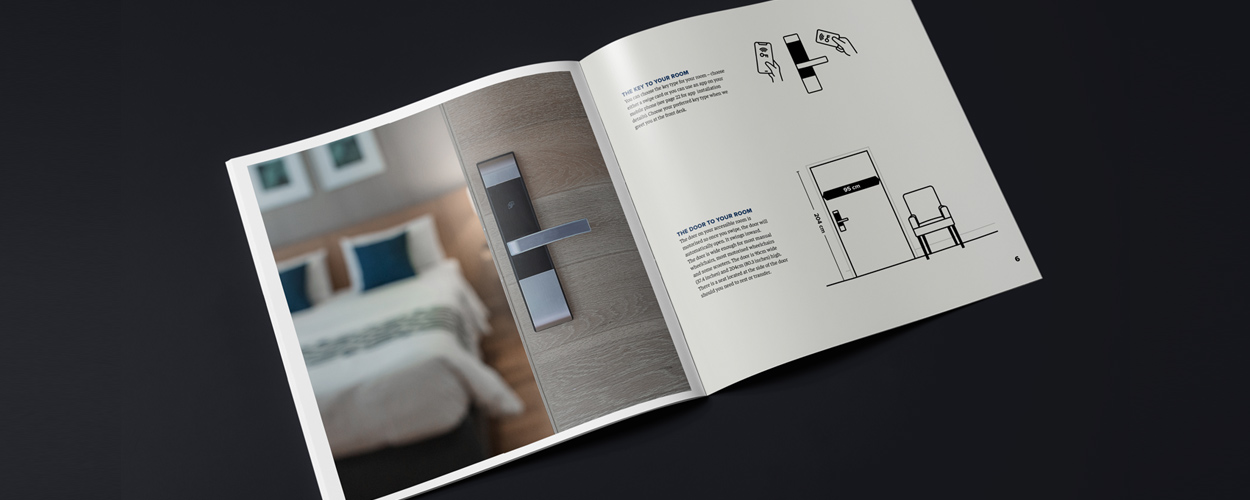 THE KEY TO YOUR ROOM
You can choose the key type for your room—choose
either a swipe card or you can use an app on your
mobile phone (see page 22 for app installation
details). Choose your preferred key type when we
greet you at the front desk.
THE DOOR TO YOUR ROOM
The door on your accessible room is
motorised so once you swipe, the door will
automatically open. It swings inward.
The door is wide enough for most manual
wheelchairs, most motorised wheelchairs
and some scooters. The door is 95cm wide
(37.4 inches) and 204cm (80.3 inches) high.
There is a seat located at the side of the door
should you need to rest or transfer.
95 cm
204 cm
6